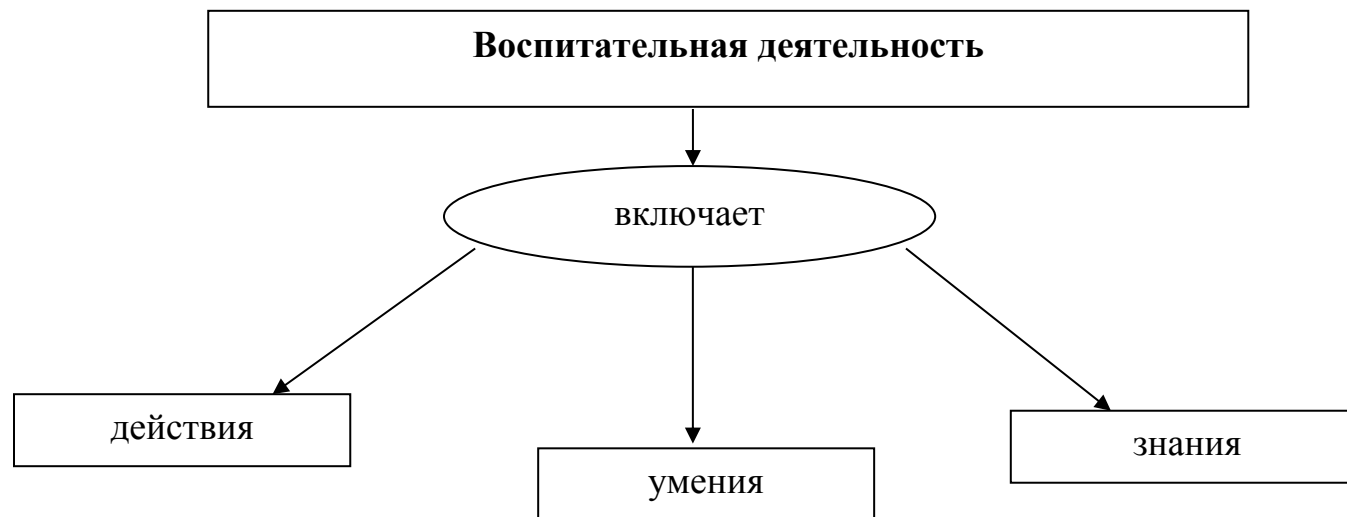 Воспитательная деятельность
включает
действия
умения
знания